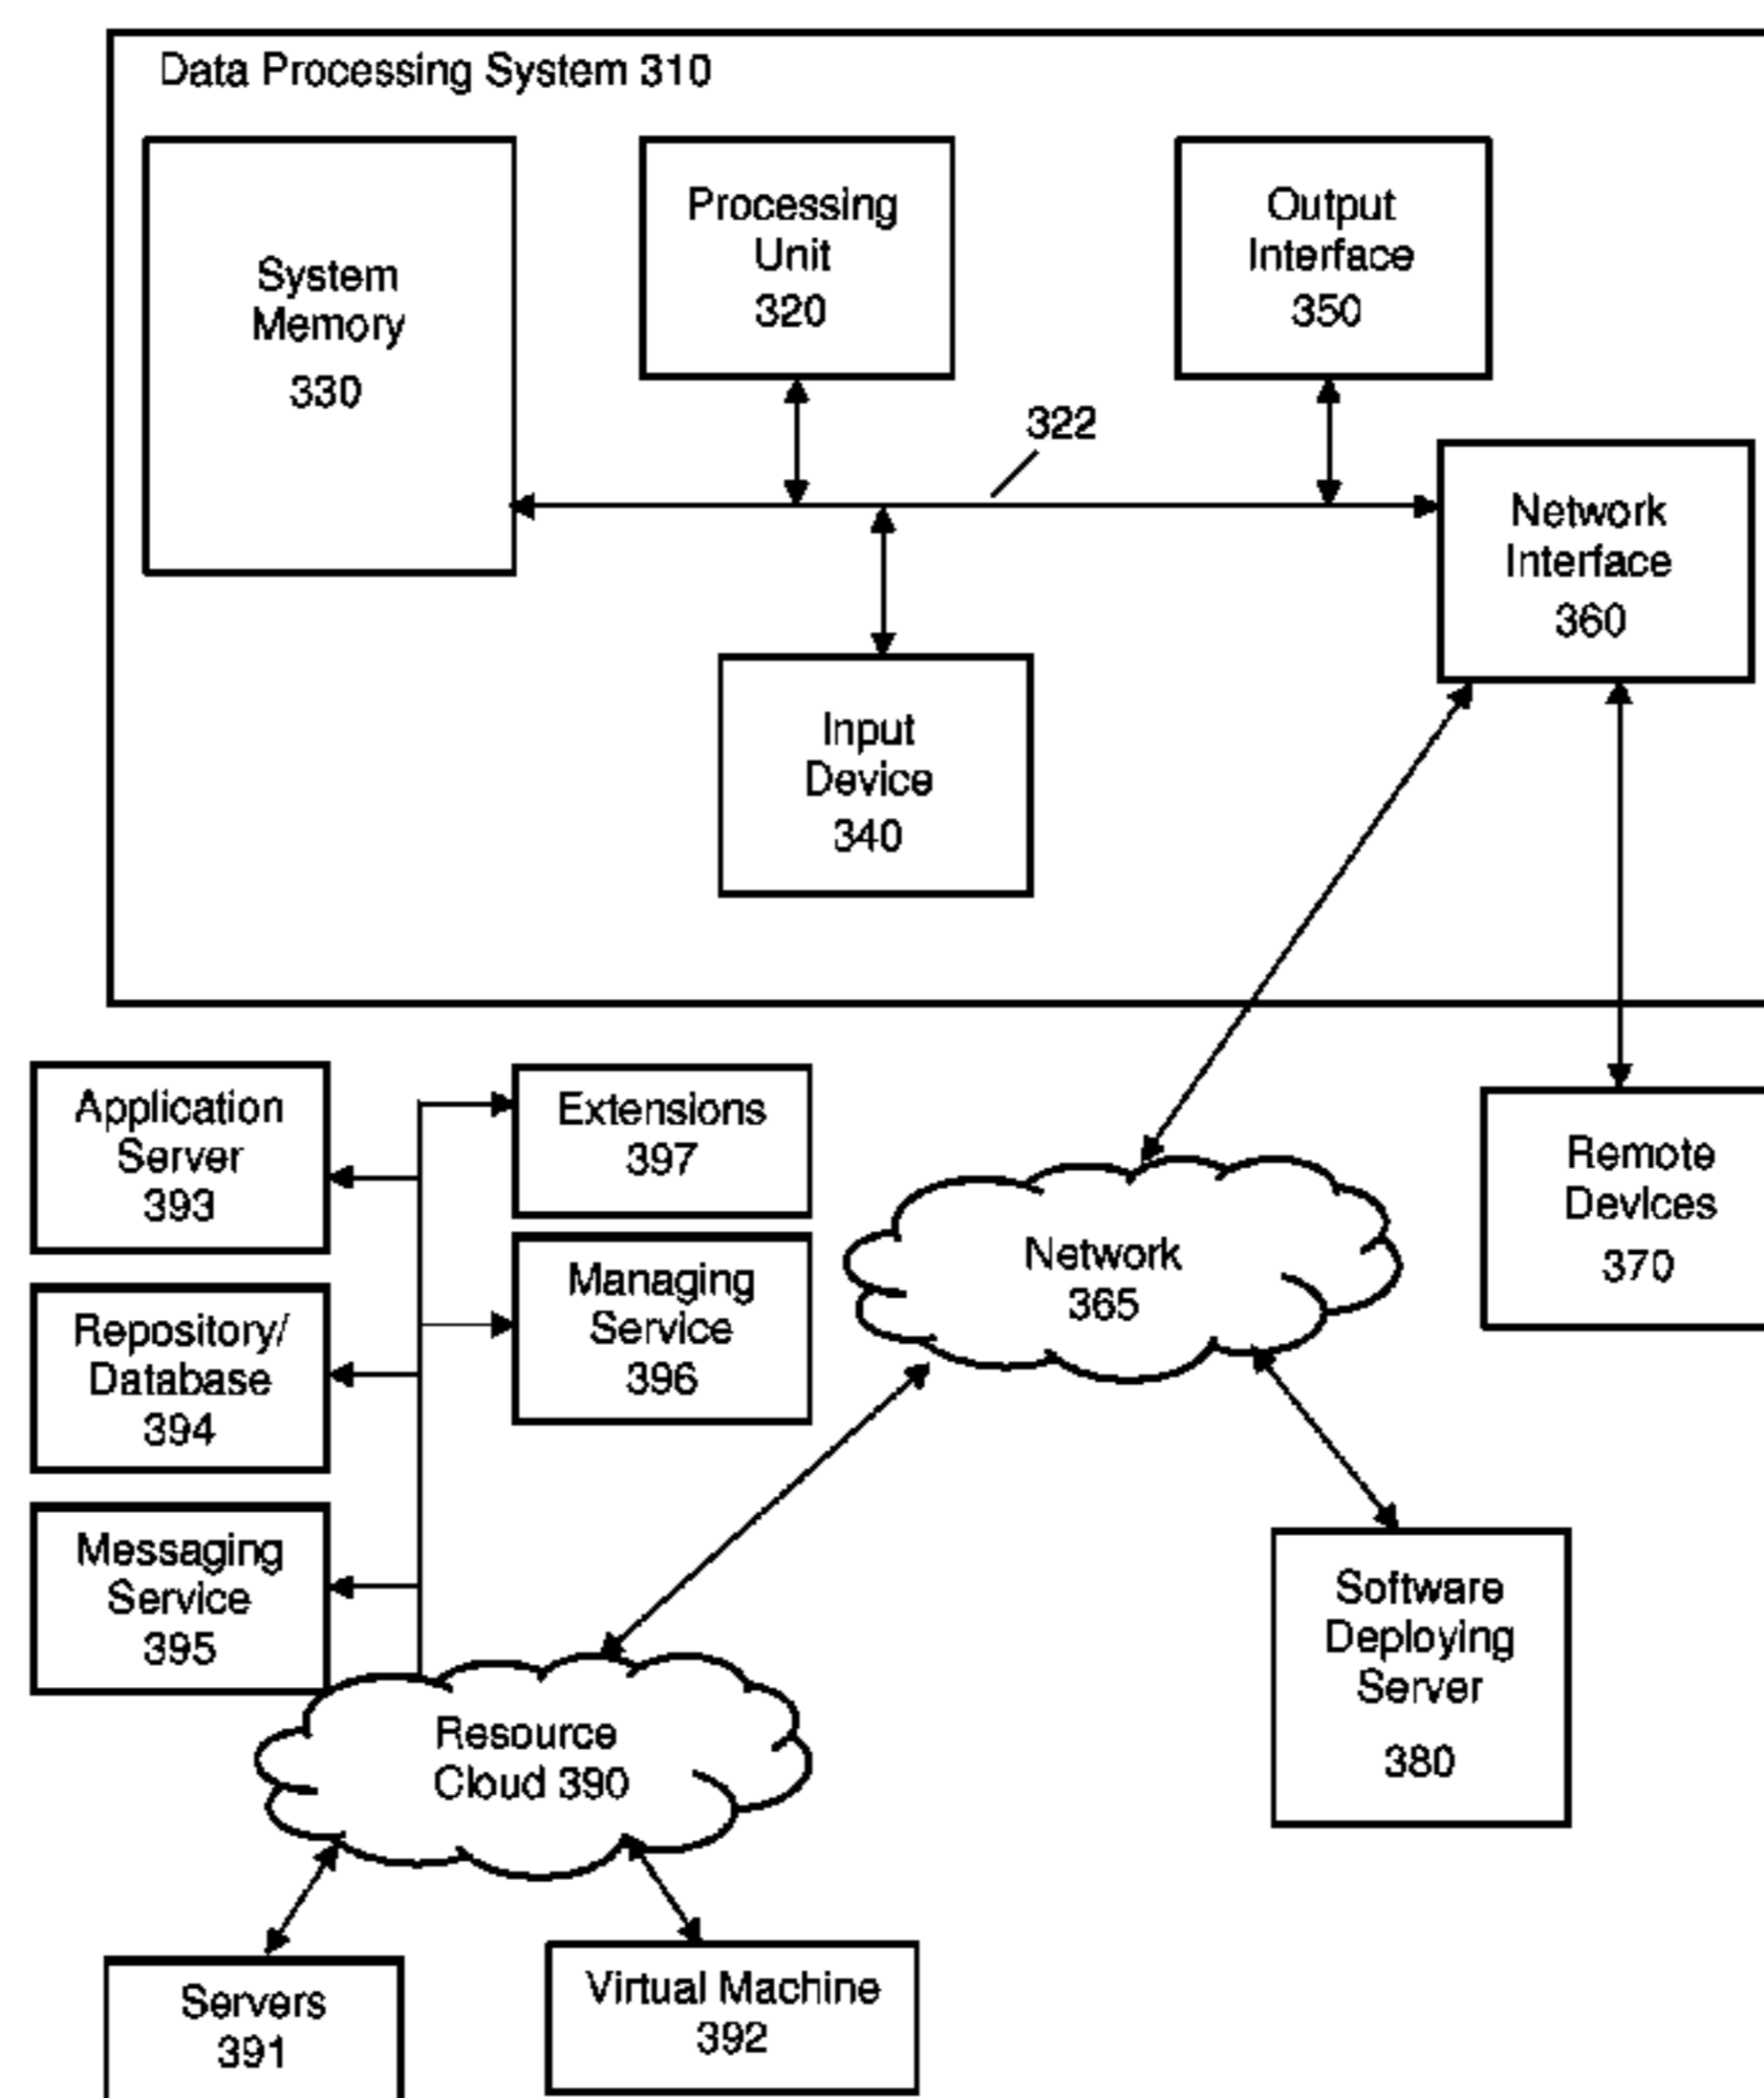 Data Processing System 310
System
Memory
330
Processing
Unit
320
Output
Interface
350
322
Network
Interface
360
Input
Device
340
Application
Server
393
Extensions
397
Managing
Service
396
Repository/
Database
394
Messaging
Service
395
Network
365
Remote
Devices
370
Software
Deploying
Server
380
Resource
Cloud 390
Servers
391
Virtual Machine
392